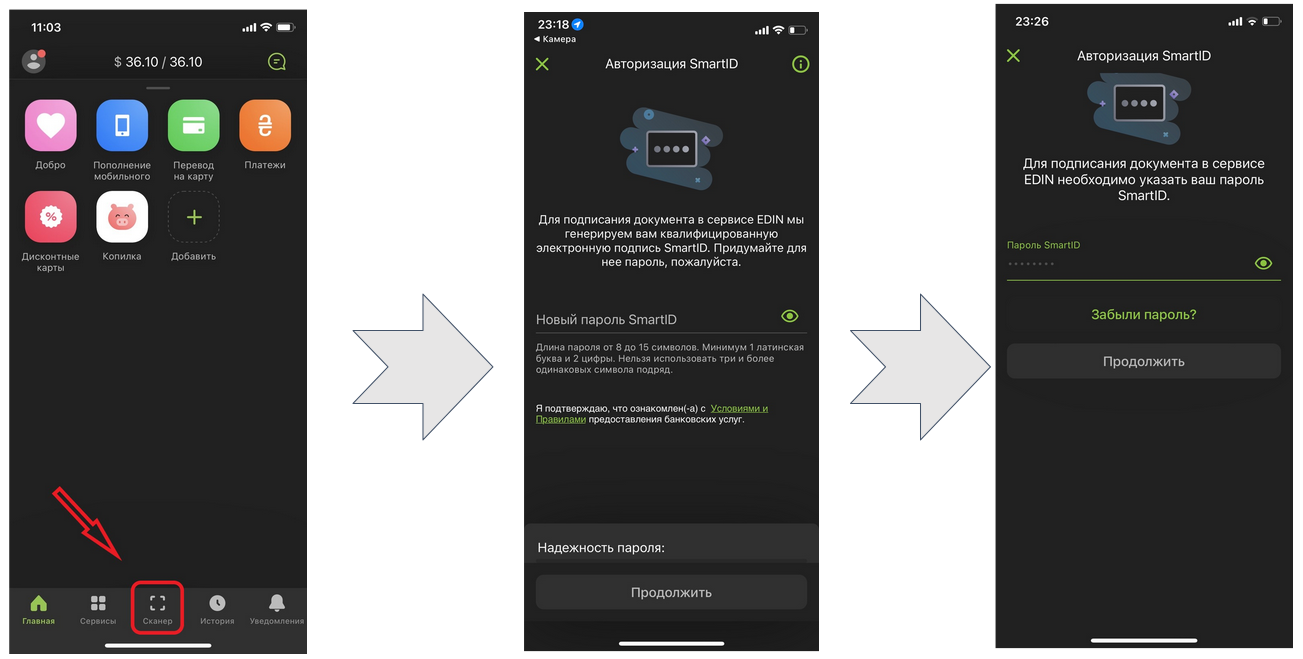 11:03
$ 36.10 / 36.10
Добро
Пополнение
мобильного
Перевод
на карту
Платежи
Дисконтные
карты
Копилка
Добавить
Главная
Сервисы
Сканер
История
Уведомления
23:18
Камера
Авторизация SmartID
Для подписания документа в сервисе EDIN мы
генерируем вам квалифицированную
электронную подпись SmartID. Придумайте для
нее пароль, пожалуйста.
Новый пароль SmartID
Длина пароля от 8 до 15 символов. Минимум 1 латинская
буква и 2 цифры. Нельзя использовать три и более
одинаковых символа подряд.
Я подтверждаю, что ознакомлен(-а) с Условиями и
Правилами предоставления банковских услуг.
Надежность пароля:
Продолжить
23:26
Авторизация SmartID
Для подписания документа в сервисе
EDIN необходимо указать ваш пароль
SmartID.
Пароль SmartID
Забыли пароль?
Продолжить